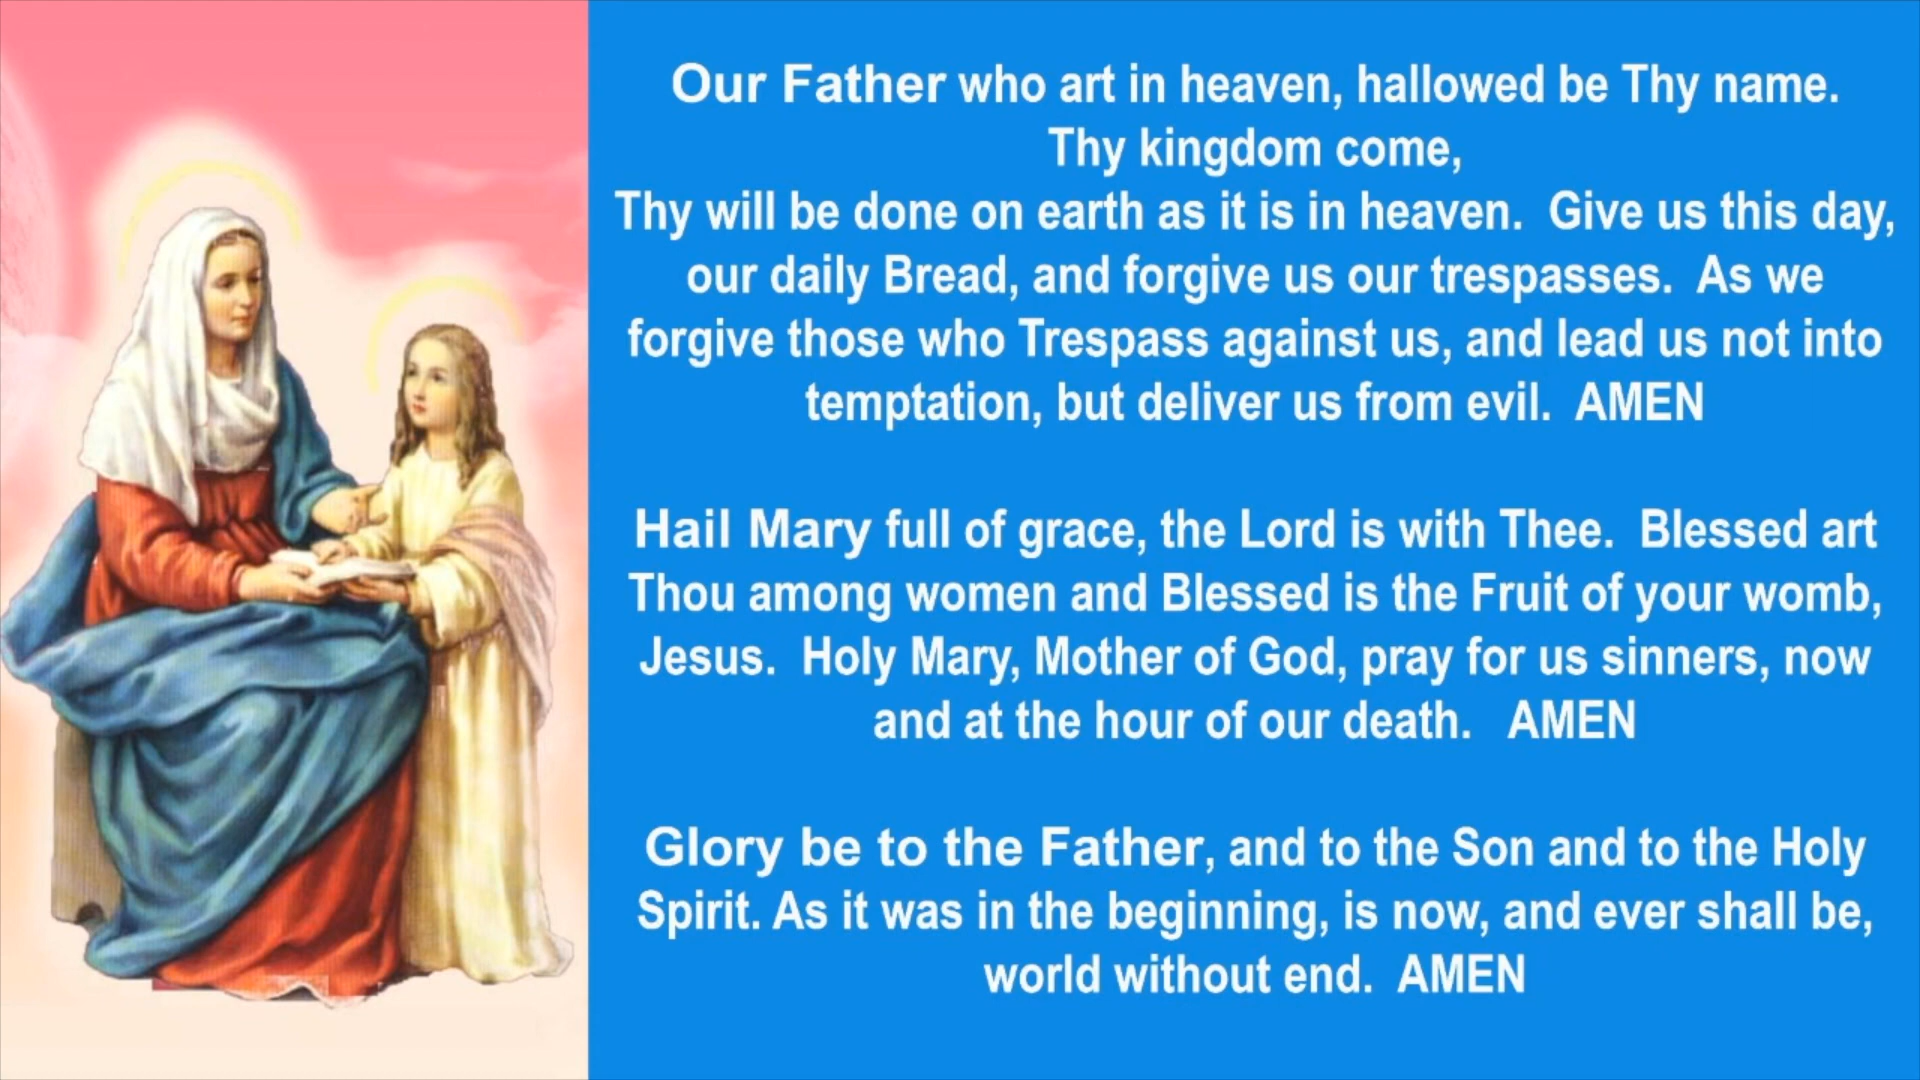 Our Father who art in heaven, hallowed be Thy name.
Thy kingdom come,
Thy will be done on earth as it is in heaven.  Give us this day,
our daily Bread, and forgive us our trespasses.  As we
forgive those who Trespass against us, and lead us not into
temptation, but deliver us from evil.  AMEN
Hail Mary full of grace, the Lord is with Thee.  Blessed art
Thou among women and Blessed is the Fruit of your womb,
Jesus.  Holy Mary, Mother of God, pray for us sinners, now
and at the hour of our death.   AMEN
Glory be to the Father, and to the Son and to the Holy
Spirit. As it was in the beginning, is now, and ever shall be,
world without end.  AMEN